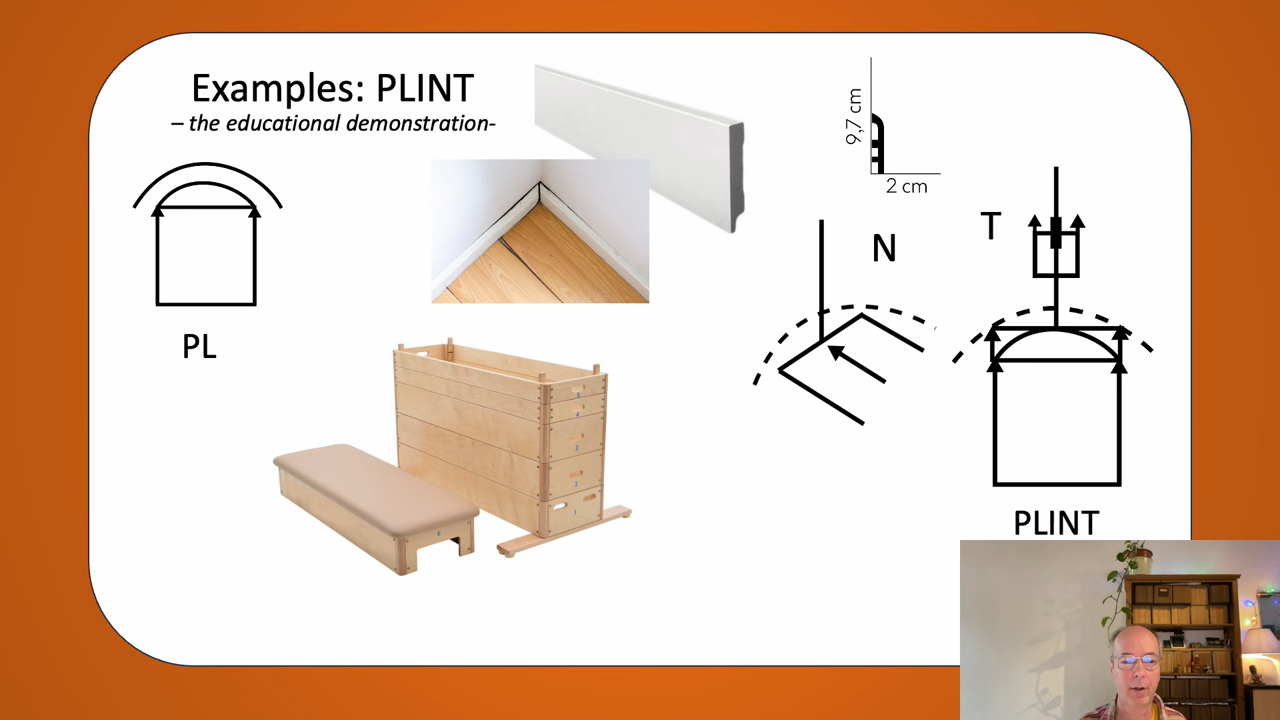 Examples: PLINT
– the educational demonstration-
9,7 cm
2 cm
T
N
PL
PLINT